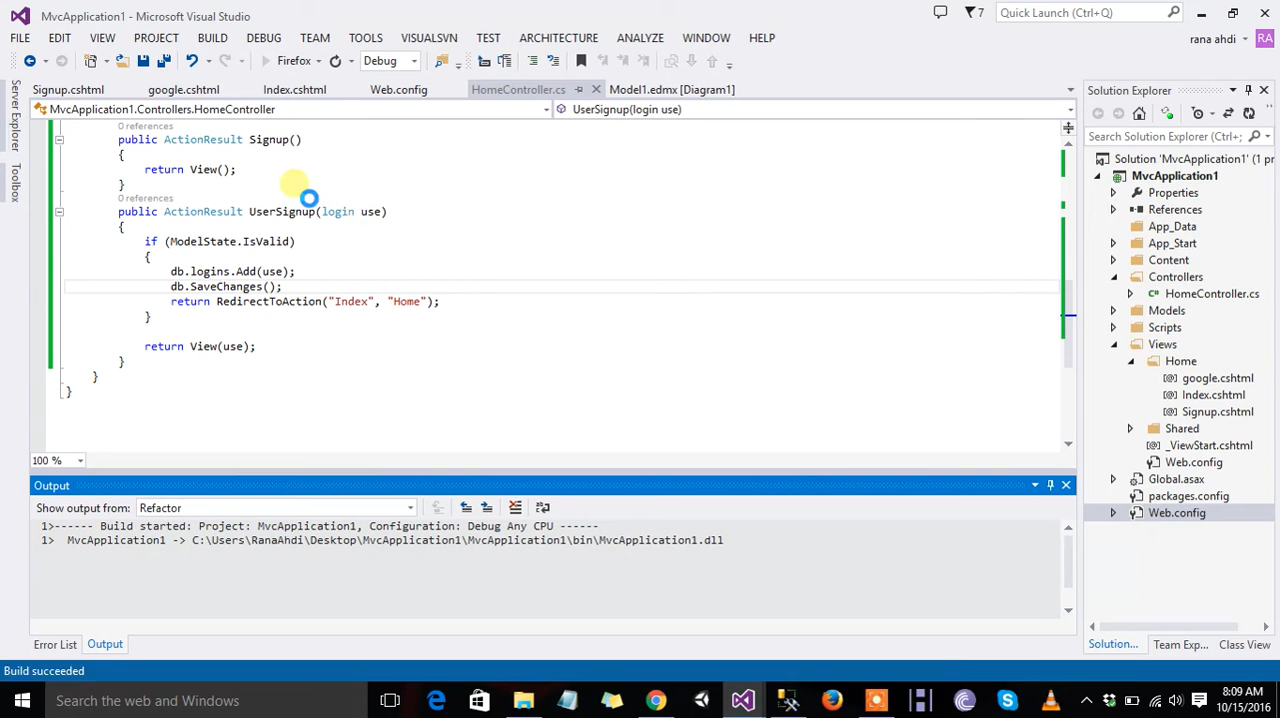 MvcApplication1 - Microsoft Visual Studio
7
Quick Launch (Ctrl+Q)
FILE EDIT VIEW PROJECT BUILD DEBUG TEAM TOOLS VISUALSVN TEST ARCHITECTURE ANALYZE WINDOW HELP
rana ahdi
RA
Firefox
Debug
Server Explorer
Toolbox
Signup.cshtml google.cshtml Index.cshtml Web.config HomeController.cs Model1.edmx [Diagram1]
MvcApplication1.Controllers.HomeController
UserSignup(login use)
0 references
public ActionResult Signup()
{
return View();
}
0 references
public ActionResult UserSignup(login use)
{
if (ModelState.IsValid)
{
db.logins.Add(use);
db.SaveChanges();
return RedirectToAction("Index", "Home");
}
return View(use);
}
}
}
100 %
Output
Show output from: Refactor
1>------ Build started: Project: MvcApplication1, Configuration: Debug Any CPU ------
1> MvcApplication1 -> C:\Users\RanaAhdi\Desktop\MvcApplication1\MvcApplication1\bin\MvcApplication1.dll
Error List Output
Solution Explorer
Search Solution Explorer (Ctrl+;
Solution 'MvcApplication1' (1 pro
MvcApplication1
Properties
References
App_Data
App_Start
Content
Controllers
HomeController.cs
Models
Scripts
Views
Home
google.cshtml
Index.cshtml
Signup.cshtml
Shared
_ViewStart.cshtml
Web.config
Global.asax
packages.config
Web.config
Solution... Team Exp... Class View
Build succeeded
Search the web and Windows
8:09 AM
10/15/2016